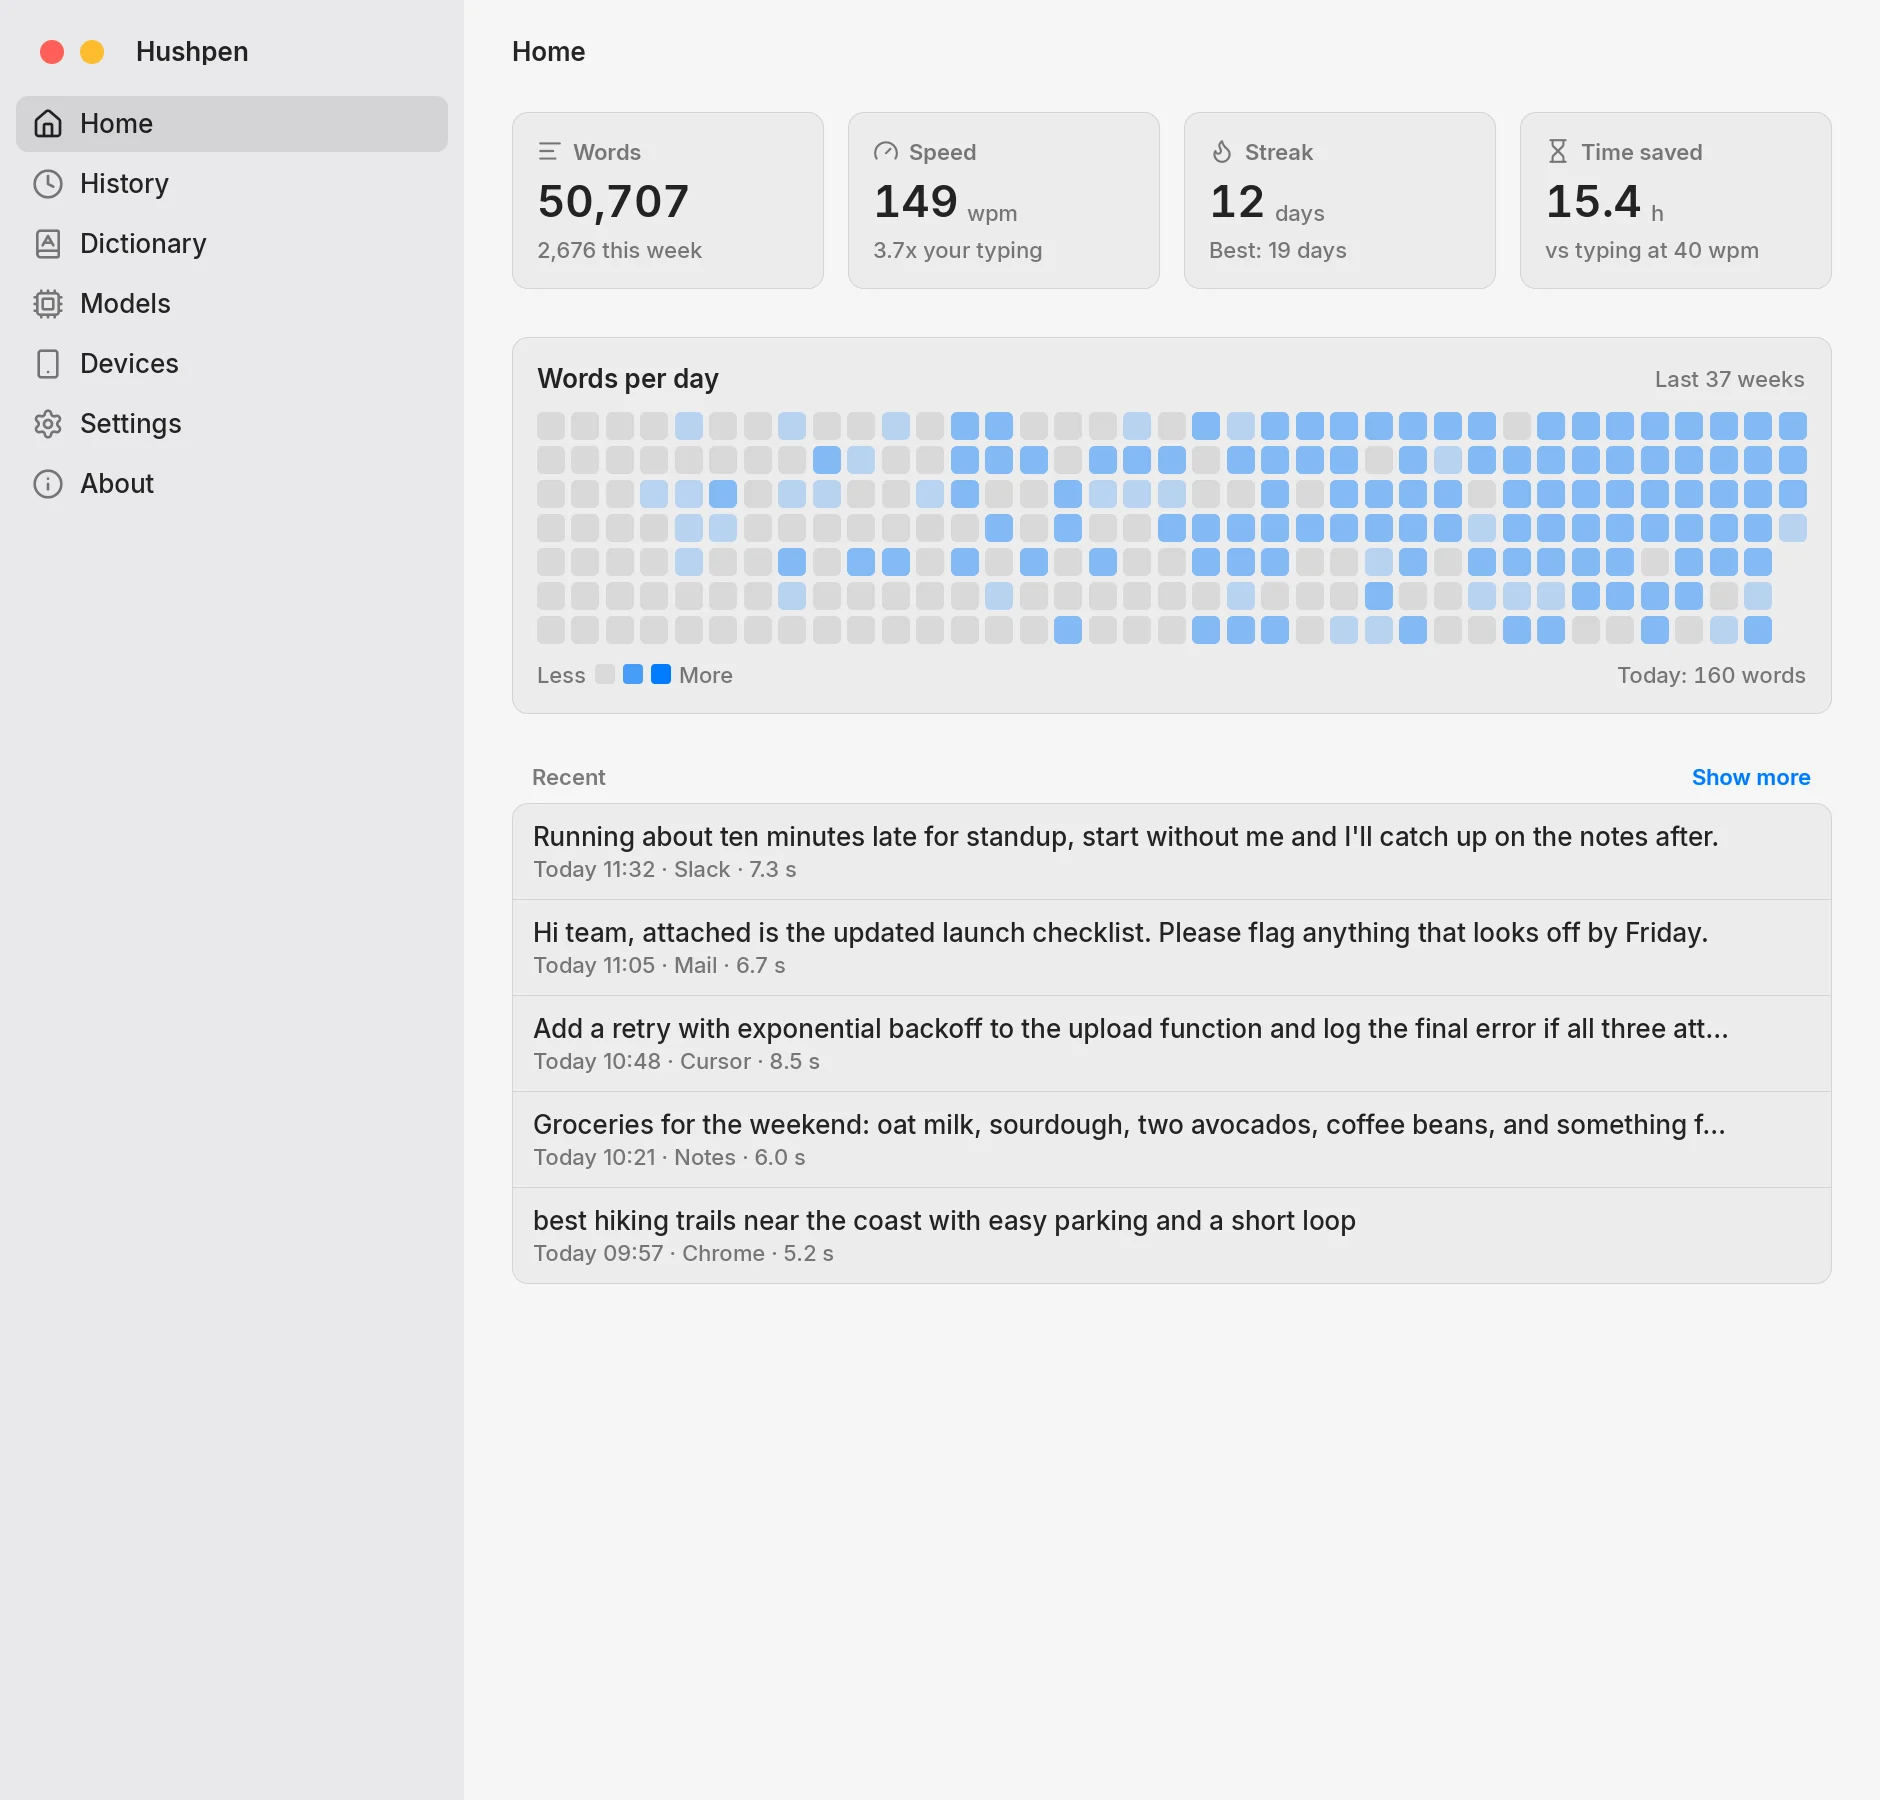 Hushpen
Home
History
Dictionary
Models
Devices
Settings
About
Home
Words
50,707
2,676 this week
Speed
149 wpm
3.7x your typing
Streak
12 days
Best: 19 days
Time saved
15.4 h
vs typing at 40 wpm
Words per day
Last 37 weeks
Less
More
Today: 160 words
Recent
Show more
Running about ten minutes late for standup, start without me and I'll catch up on the notes after.
Today 11:32 · Slack · 7.3 s
Hi team, attached is the updated launch checklist. Please flag anything that looks off by Friday.
Today 11:05 · Mail · 6.7 s
Add a retry with exponential backoff to the upload function and log the final error if all three att...
Today 10:48 · Cursor · 8.5 s
Groceries for the weekend: oat milk, sourdough, two avocados, coffee beans, and something f...
Today 10:21 · Notes · 6.0 s
best hiking trails near the coast with easy parking and a short loop
Today 09:57 · Chrome · 5.2 s